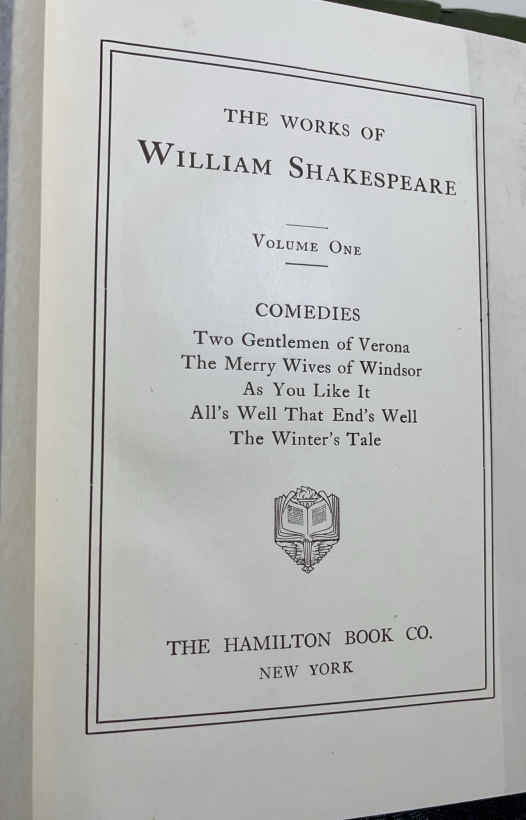 THE WORKS OF
WILLIAM SHAKESPEARE
VOLUME ONE
COMEDIES
Two Gentlemen of Verona
The Merry Wives of Windsor
As You Like It
All's Well That End's Well
The Winter's Tale
THE HAMILTON BOOK CO.
NEW YORK